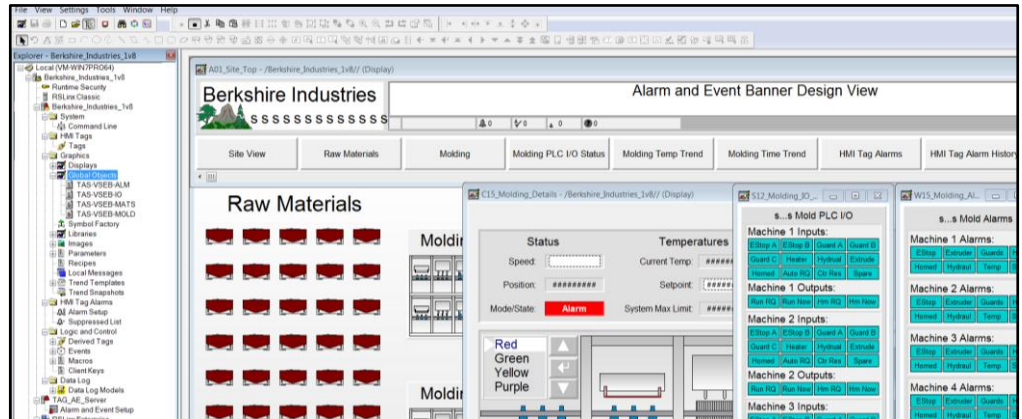 File View Settings Tools Window Help
Explorer - Berkshire_Industries_1v8
Local (VM-WIN7PRO64)
Berkshire_Industries_1v8
Runtime Security
RSLinx Classic
Berkshire_Industries_1v8
System
Command Line
HMI Tags
Tags
Graphics
Displays
Global Objects
TAS-VSEB-ALM
TAS-VSEB-IO
TAS-VSEB-MATS
TAS-VSEB-MOLD
Symbol Factory
Libraries
Images
Parameters
Recipes
Local Messages
Trend Templates
Trend Snapshots
HMI Tag Alarms
Alarm Setup
Suppressed List
Logic and Control
Derived Tags
Events
Macros
Client Keys
Data Log
Data Log Models
TAG_AE_Server
Alarm and Event Setup
A01_Site_Top - /Berkshire_Industries_1v8// (Display)
Berkshire Industries
S S S S S S S S S S S S S
Alarm and Event Banner Design View
0 0 0 0
Site View
Raw Materials
Molding
Molding PLC I/O Status
Molding Temp Trend
Molding Time Trend
HMI Tag Alarms
HMI Tag Alarm History
Raw Materials
C15_Molding_Details - /Berkshire_Industries_1v8// (Display)
Status
Temperatures
Speed:
Current Temp:
Position: #########
Setpoint:
Mode/State: Alarm
System Max Limit:
Red
Green
Yellow
Purple
S12_Molding_IO_...
s...s Mold PLC I/O
Machine 1 Inputs:
EStop A EStop B Guard A Guard B
Guard C Heater Hydrual Extrude
Homed Auto RQ Clr Res Spare
Machine 1 Outputs:
Run RQ Run Now Hm RQ Hm Now
Machine 2 Inputs:
EStop A EStop B Guard A Guard B
Guard C Heater Hydrual Extrude
Homed Auto RQ Clr Res Spare
Machine 2 Outputs:
Run RQ Run Now Hm RQ Hm Now
Machine 3 Inputs:
W15_Molding_AL...
s...s Mold Alarms
Machine 1 Alarms:
EStop Extruder Guards
Homed Hydraul Temp
Machine 2 Alarms:
EStop Extruder Guards
Homed Hydraul Temp
Machine 3 Alarms:
EStop Extruder Guards
Homed Hydraul Temp
Machine 4 Alarms:
EStop Extruder Guards
Homed Hydraul Temp